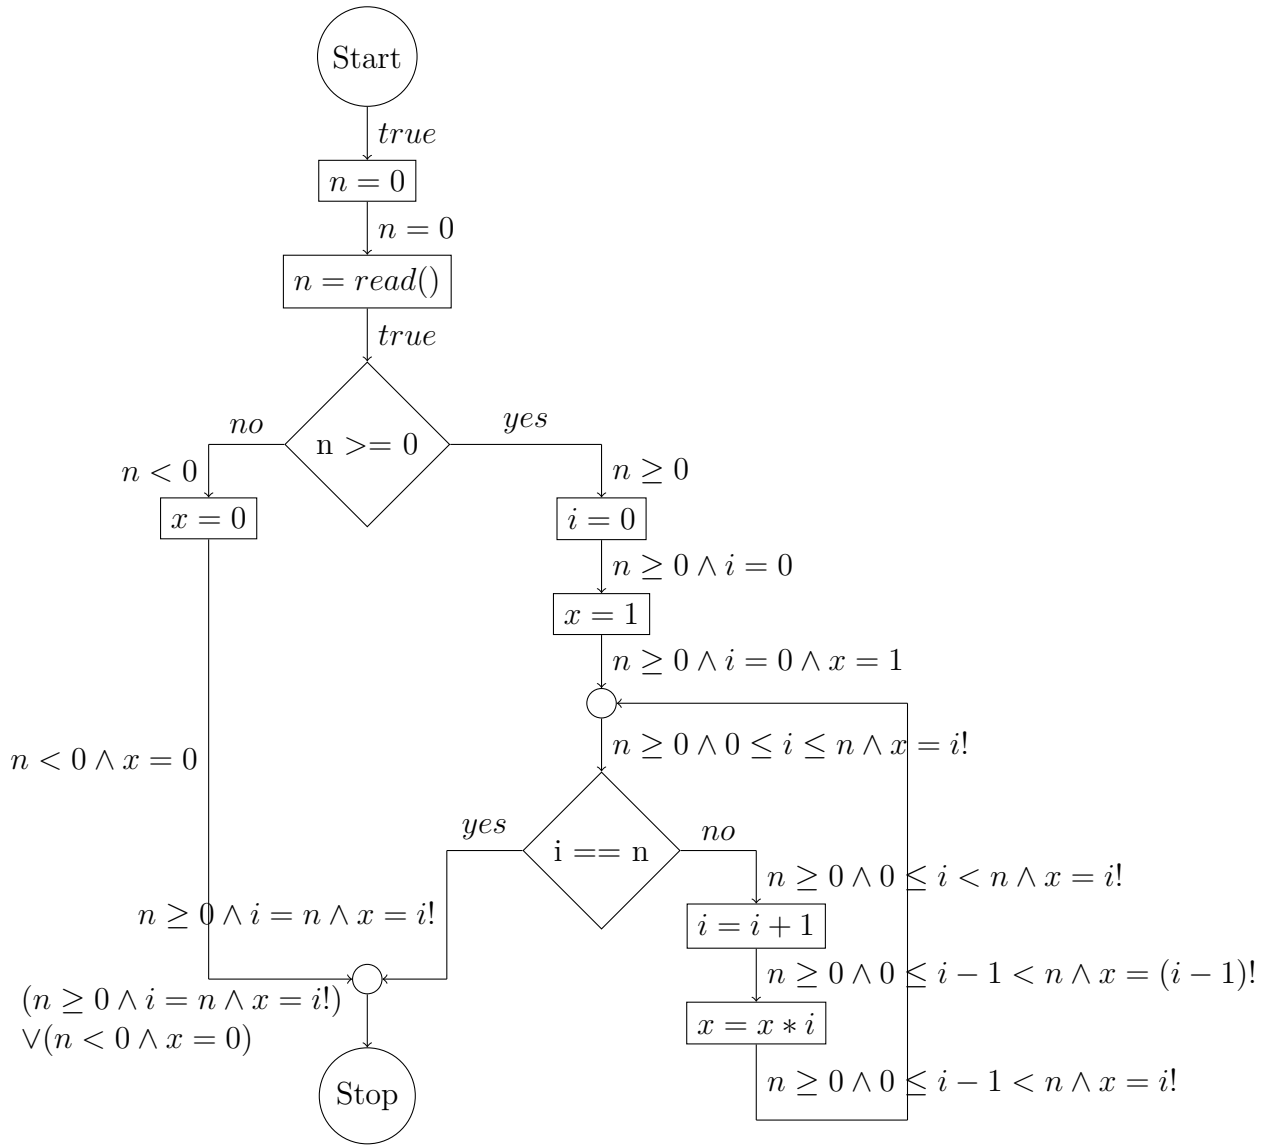 Start
true
n = 0
n = 0
n = read()
true
n >= 0
no
yes
n < 0
n ≥ 0
x = 0
i = 0
n ≥ 0 ∧ i = 0
x = 1
n ≥ 0 ∧ i = 0 ∧ x = 1
n ≥ 0 ∧ 0 ≤ i ≤ n ∧ x = i!
n < 0 ∧ x = 0
yes
i == n
no
n ≥ 0 ∧ 0 ≤ i < n ∧ x = i!
n ≥ 0 ∧ i = n ∧ x = i!
i = i + 1
n ≥ 0 ∧ 0 ≤ i − 1 < n ∧ x = (i − 1)!
(n ≥ 0 ∧ i = n ∧ x = i!)
∨(n < 0 ∧ x = 0)
x = x ∗ i
n ≥ 0 ∧ 0 ≤ i − 1 < n ∧ x = i!
Stop